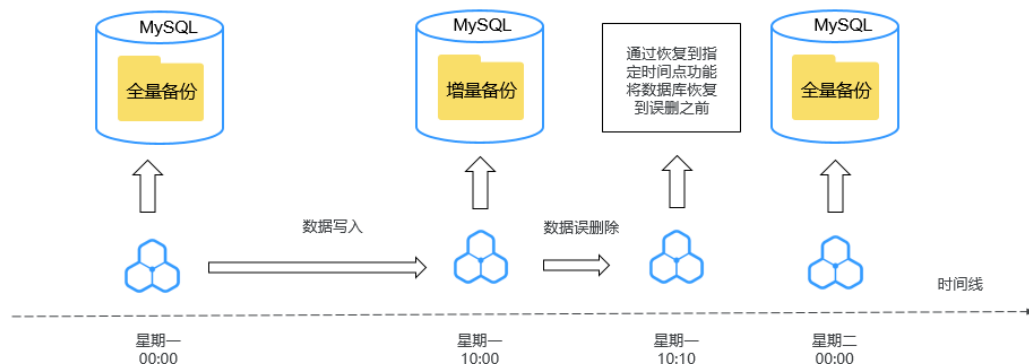 MySQL
全量备份
MySQL
增量备份
通过恢复到指
定时间点功能
将数据库恢复
到误删之前
MySQL
全量备份
数据写入
数据误删除
时间线
星期一
00:00
星期一
10:00
星期一
10:10
星期二
00:00